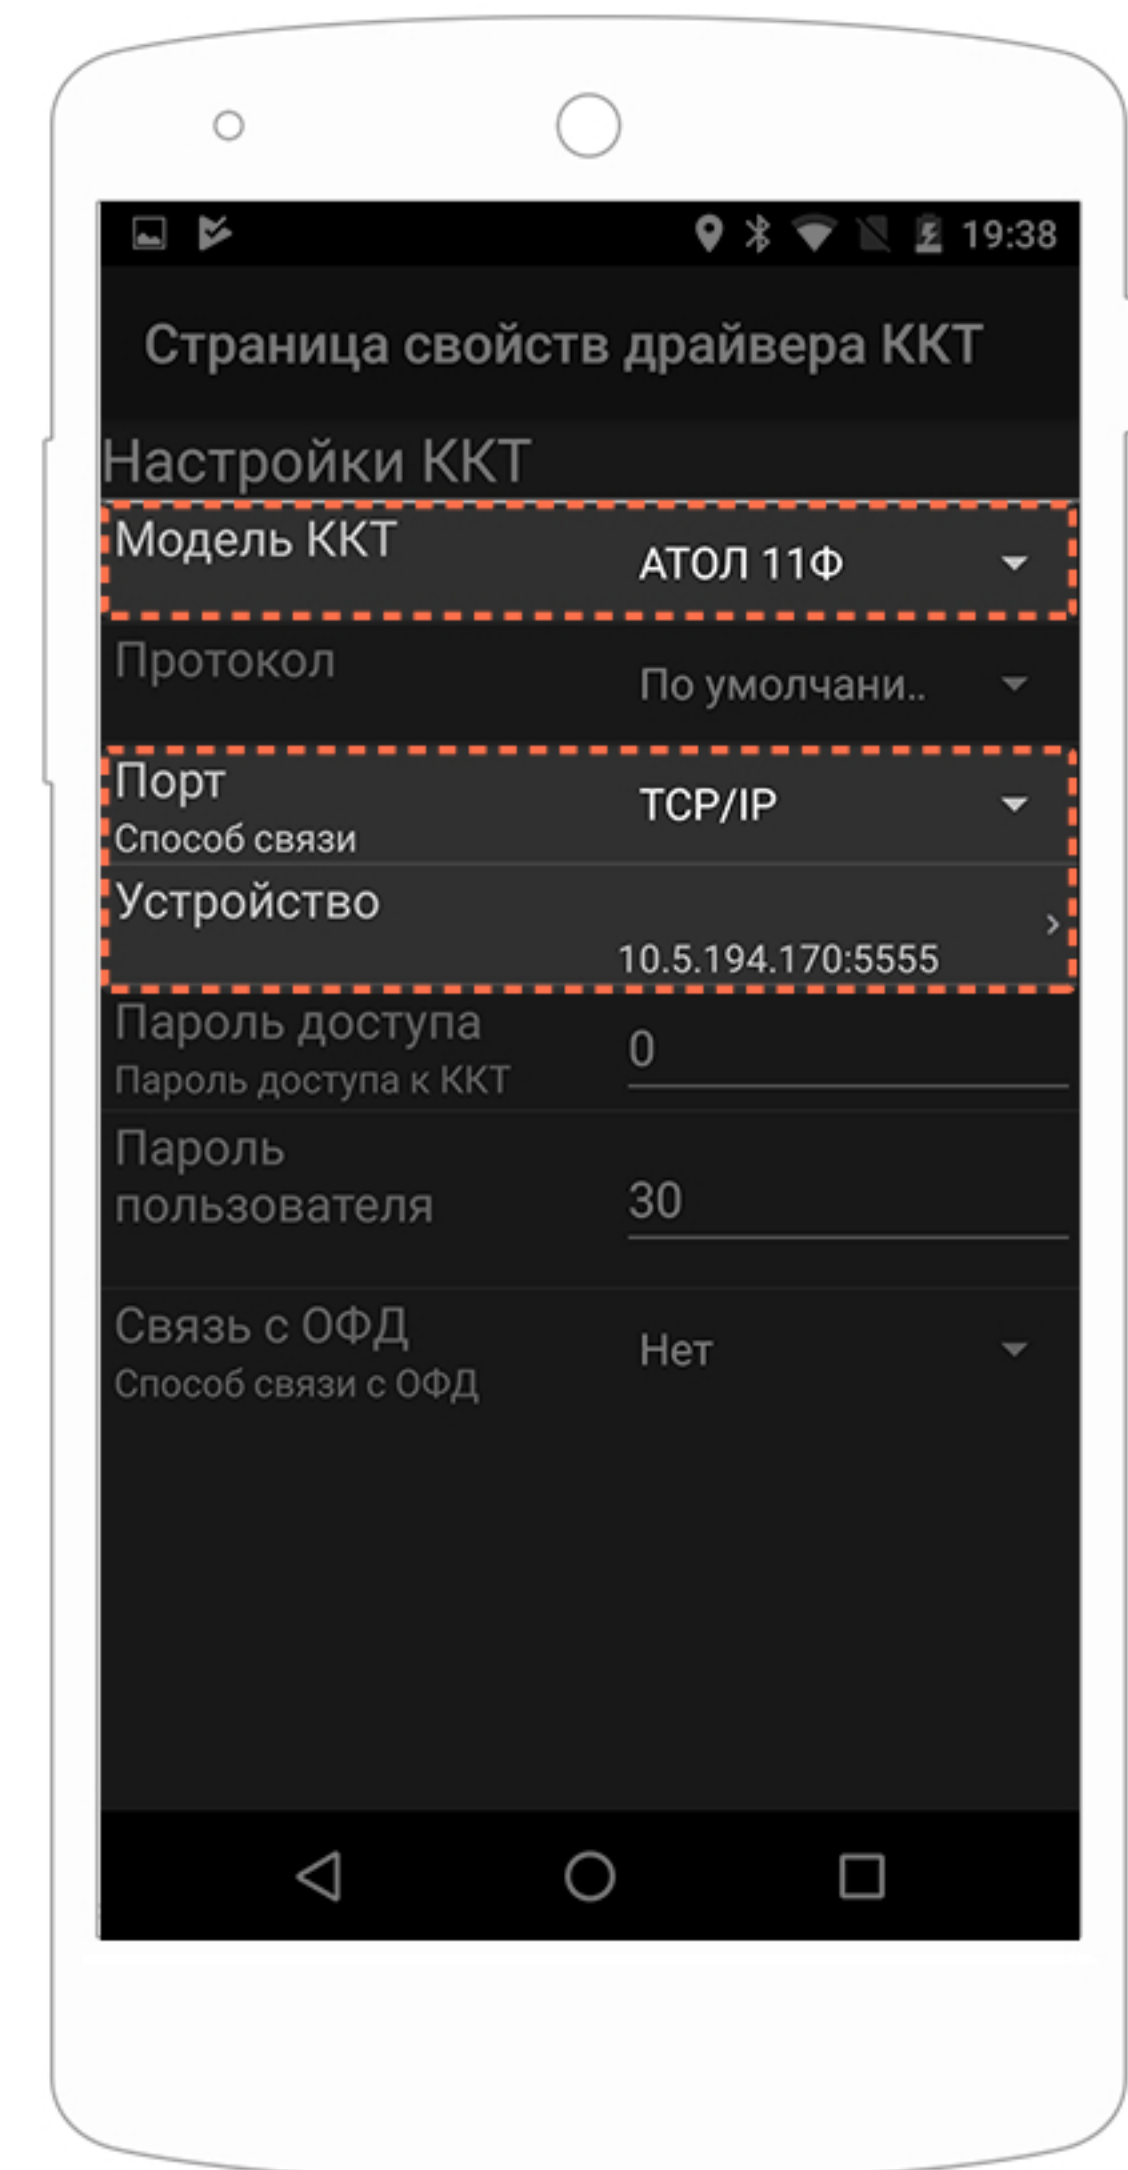 19:38
Страница свойств драйвера ККТ
Настройки ККТ
Модель ККТ
АТОЛ 11Ф
Протокол
По умолчани..
Порт
TCP/IP
Способ связи
Устройство
10.5.194.170:5555
Пароль доступа
0
Пароль доступа к ККТ
Пароль
пользователя
30
Связь с ОФД
Нет
Способ связи с ОФД